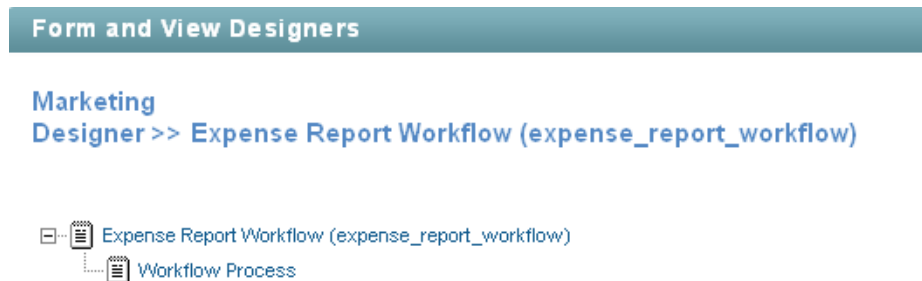 Form and View Designers
Marketing
Designer >> Expense Report Workflow (expense_report_workflow)
Expense Report Workflow (expense_report_workflow)
Workflow Process